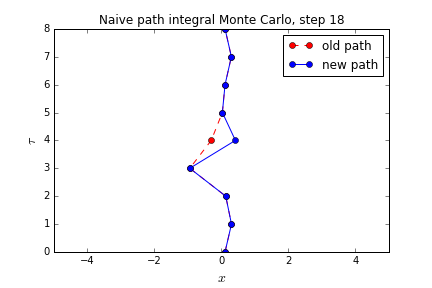 Naive path integral Monte Carlo, step 18
8
7
6
5
4
3
2
1
0
τ
old path
new path
−4
−2
0
2
4
x